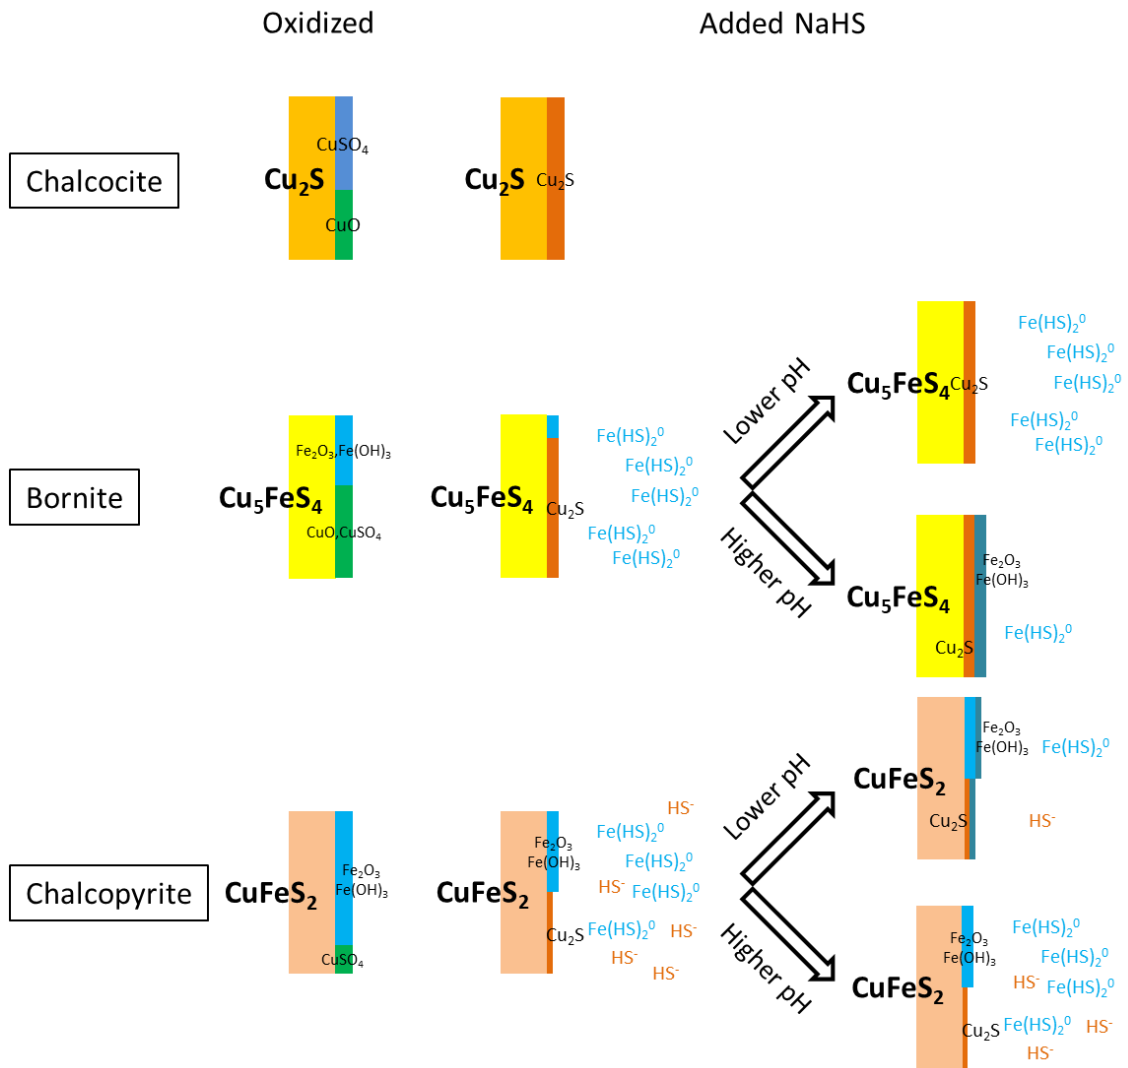 Oxidized
Added NaHS
Chalcocite
Cu₂S
CuSO₄
CuO
Cu₂S
Cu₂S
Bornite
Cu₅FeS₄
Fe₂O₃,Fe(OH)₃
CuO,CuSO₄
Cu₅FeS₄
Cu₂S
Fe(HS)₂⁰
Fe(HS)₂⁰
Fe(HS)₂⁰
Fe(HS)₂⁰
Fe(HS)₂⁰
Lower pH
Higher pH
Cu₅FeS₄
Cu₂S
Fe(HS)₂⁰
Fe(HS)₂⁰
Fe(HS)₂⁰
Fe(HS)₂⁰
Fe(HS)₂⁰
Cu₅FeS₄
Cu₂S
Fe₂O₃
Fe(OH)₃
Fe(HS)₂⁰
Chalcopyrite
CuFeS₂
Fe₂O₃
Fe(OH)₃
CuSO₄
CuFeS₂
Fe₂O₃
Fe(OH)₃
Cu₂S
HS⁻
Fe(HS)₂⁰
Fe(HS)₂⁰
HS⁻ Fe(HS)₂⁰
Fe(HS)₂⁰ HS⁻
HS⁻
HS⁻
Lower pH
Higher pH
CuFeS₂
Fe₂O₃
Fe(OH)₃
Fe(HS)₂⁰
Cu₂S
HS⁻
CuFeS₂
Fe₂O₃
Fe(OH)₃
Cu₂S
Fe(HS)₂⁰
Fe(HS)₂⁰
HS⁻ Fe(HS)₂⁰
Fe(HS)₂⁰ HS⁻
HS⁻